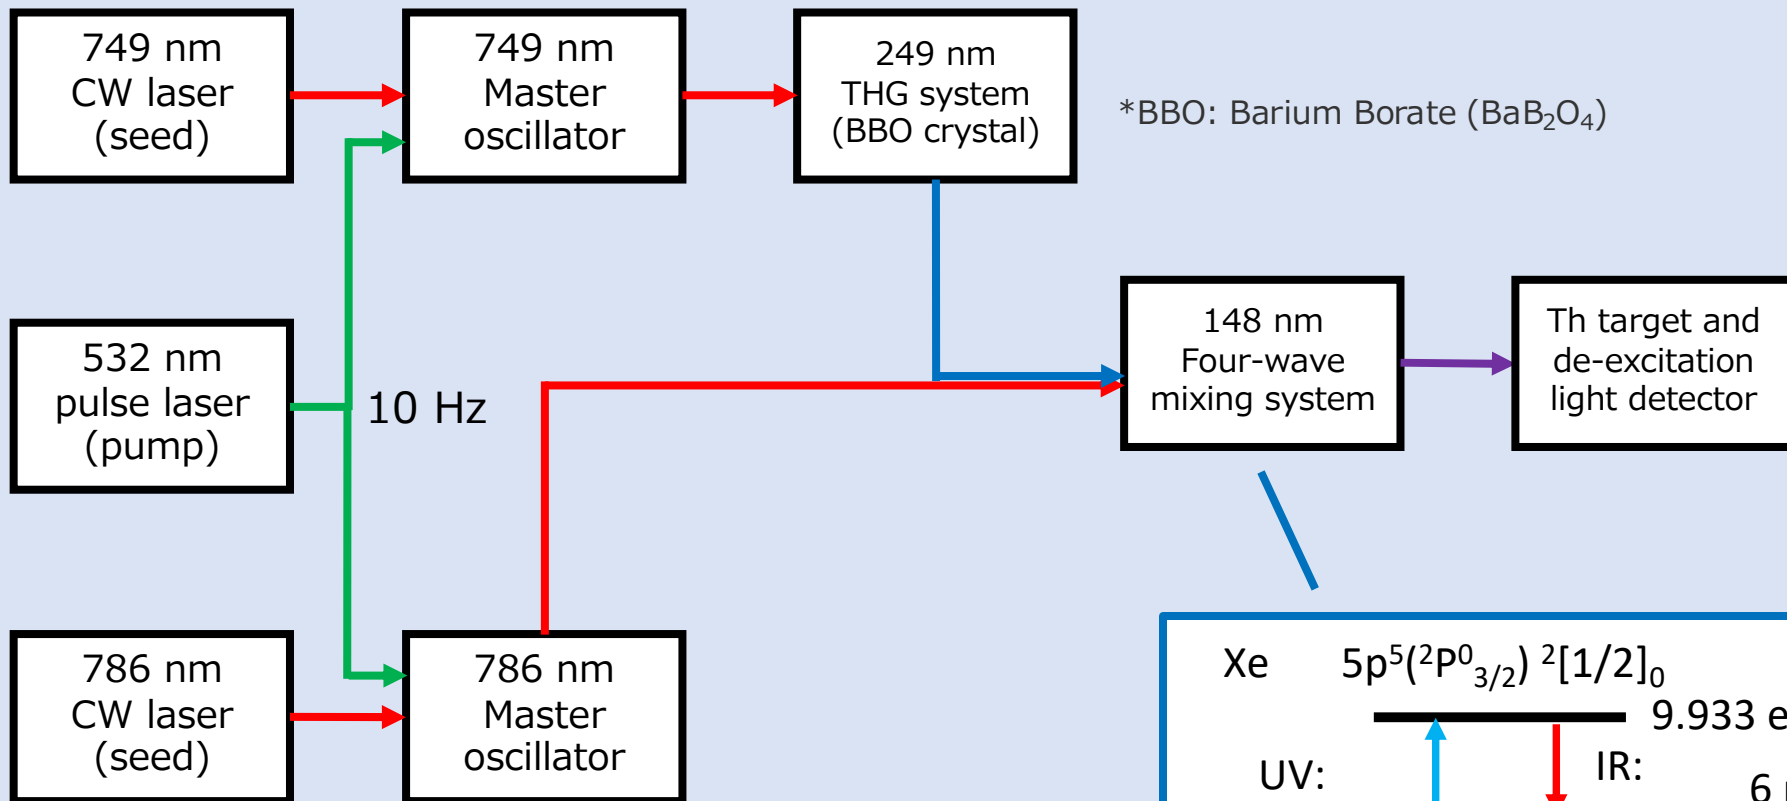 749 nm
CW laser
(seed)
749 nm
Master
oscillator
249 nm
THG system
(BBO crystal)
*BBO: Barium Borate (BaB₂O₄)
532 nm
pulse laser
(pump)
10 Hz
148 nm
Four-wave
mixing system
Th target and
de-excitation
light detector
786 nm
CW laser
(seed)
786 nm
Master
oscillator
Xe 5p⁵(²P⁰₃/₂) ²[1/2]₀
9.933 e
UV:
IR:
6